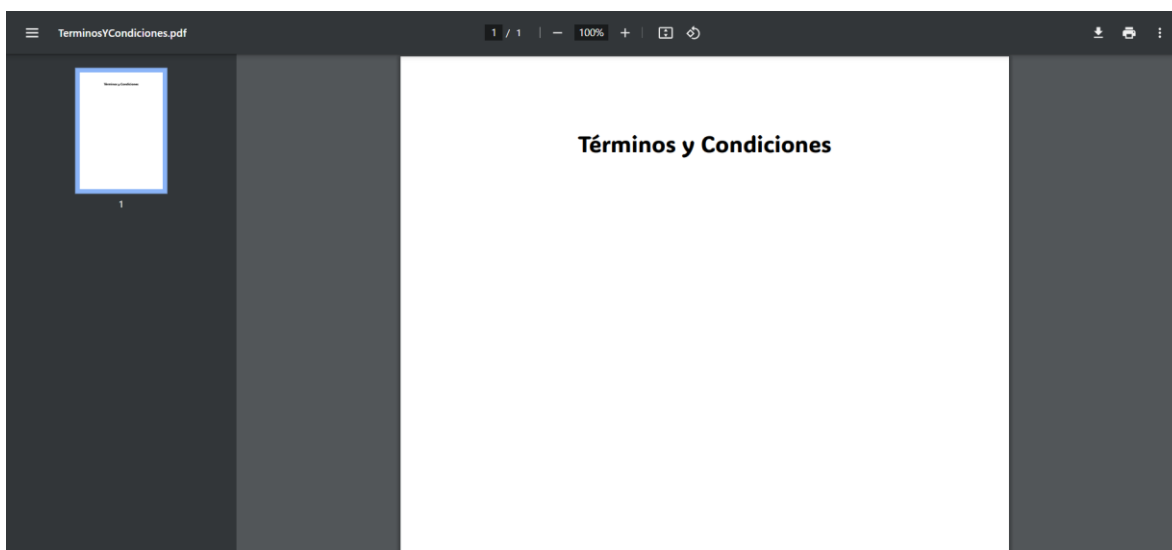 TerminosYCondiciones.pdf
1 / 1
100%
1
Términos y Condiciones